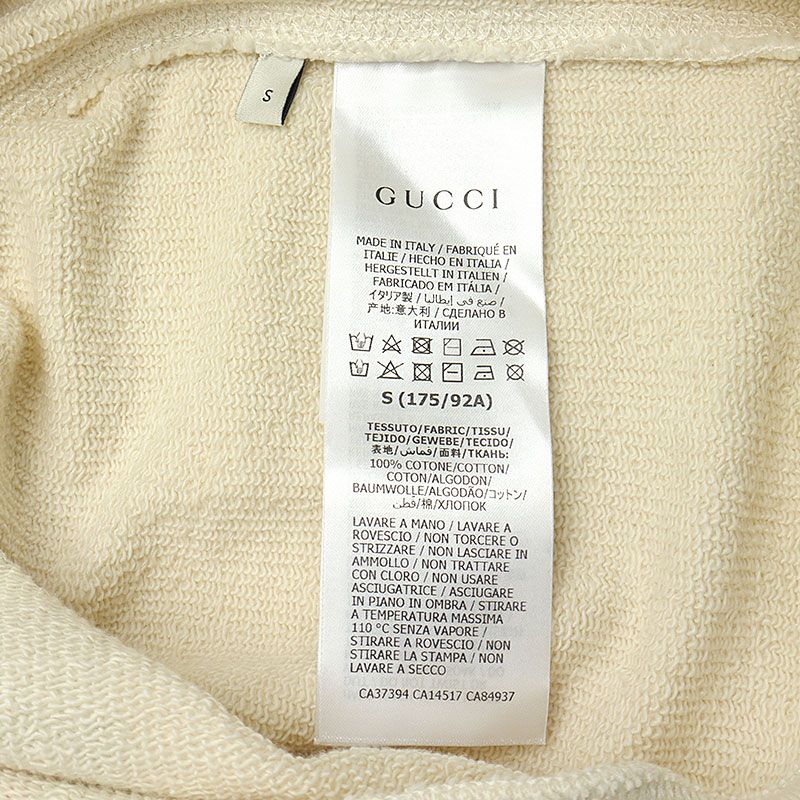 S
GUCCI
MADE IN ITALY / FABRIQUÉ EN
ITALIE / HECHO EN ITALIA /
HERGESTELLT IN ITALIEN /
FABRICADO EM ITÁLIA /
イタリア製 / صنع في إيطاليا /
产地:意大利 / СДЕЛАНО В
ИТАЛИИ
S (175/92A)
TESSUTO/FABRIC/TISSU/
TEJIDO/GEWEBE/TECIDO/
表地/قماش/面料/ТКАНЬ:
100% COTONE/COTTON/
COTON/ALGODON/
BAUMWOLLE/ALGODÃO/コットン/
قطن/棉/ХЛОПОК
LAVARE A MANO / LAVARE A
ROVESCIO / NON TORCERE O
STRIZZARE / NON LASCIARE IN
AMMOLLO / NON TRATTARE
CON CLORO / NON USARE
ASCIUGATRICE / ASCIUGARE
IN PIANO IN OMBRA / STIRARE
A TEMPERATURA MASSIMA
110 °C SENZA VAPORE /
STIRARE A ROVESCIO / NON
STIRARE LA STAMPA / NON
LAVARE A SECCO
CA37394 CA14517 CA84937